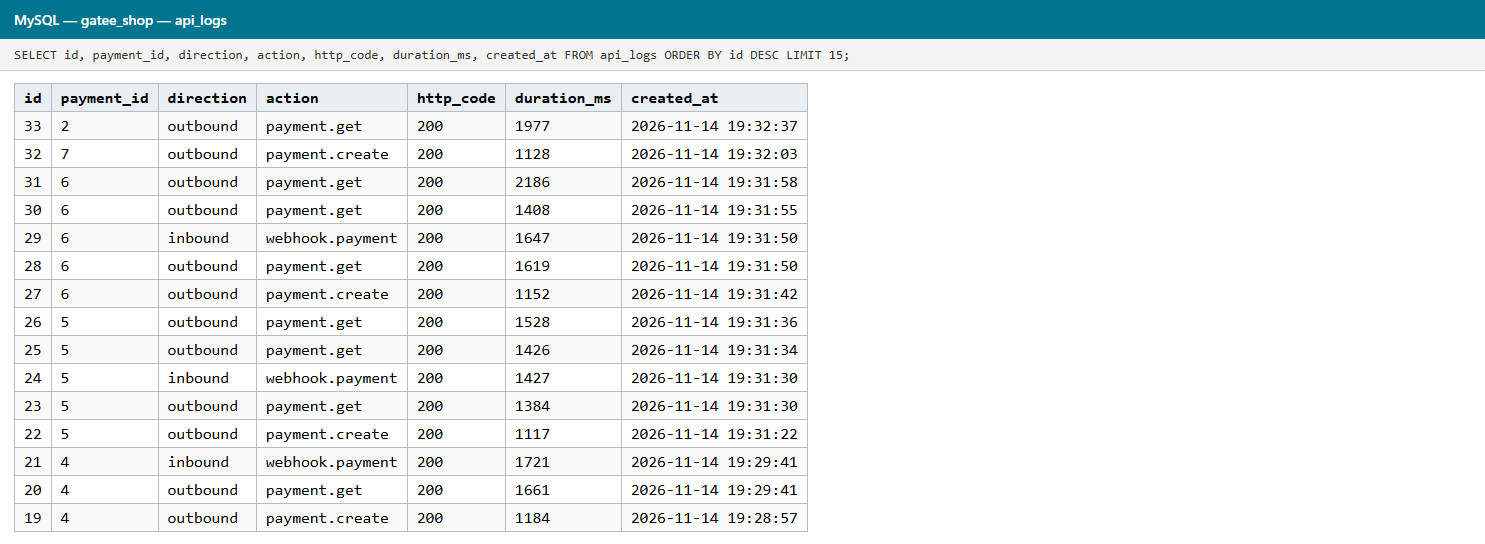 MySQL — gatee_shop — api_logs
SELECT id, payment_id, direction, action, http_code, duration_ms, created_at FROM api_logs ORDER BY id DESC LIMIT 15;
id payment_id direction action http_code duration_ms created_at
33 2 outbound payment.get 200 1977 2026-11-14 19:32:37
32 7 outbound payment.create 200 1128 2026-11-14 19:32:03
31 6 outbound payment.get 200 2186 2026-11-14 19:31:58
30 6 outbound payment.get 200 1408 2026-11-14 19:31:55
29 6 inbound webhook.payment 200 1647 2026-11-14 19:31:50
28 6 outbound payment.get 200 1619 2026-11-14 19:31:50
27 6 outbound payment.create 200 1152 2026-11-14 19:31:42
26 5 outbound payment.get 200 1528 2026-11-14 19:31:36
25 5 outbound payment.get 200 1426 2026-11-14 19:31:34
24 5 inbound webhook.payment 200 1427 2026-11-14 19:31:30
23 5 outbound payment.get 200 1384 2026-11-14 19:31:30
22 5 outbound payment.create 200 1117 2026-11-14 19:31:22
21 4 inbound webhook.payment 200 1721 2026-11-14 19:29:41
20 4 outbound payment.get 200 1661 2026-11-14 19:29:41
19 4 outbound payment.create 200 1184 2026-11-14 19:28:57